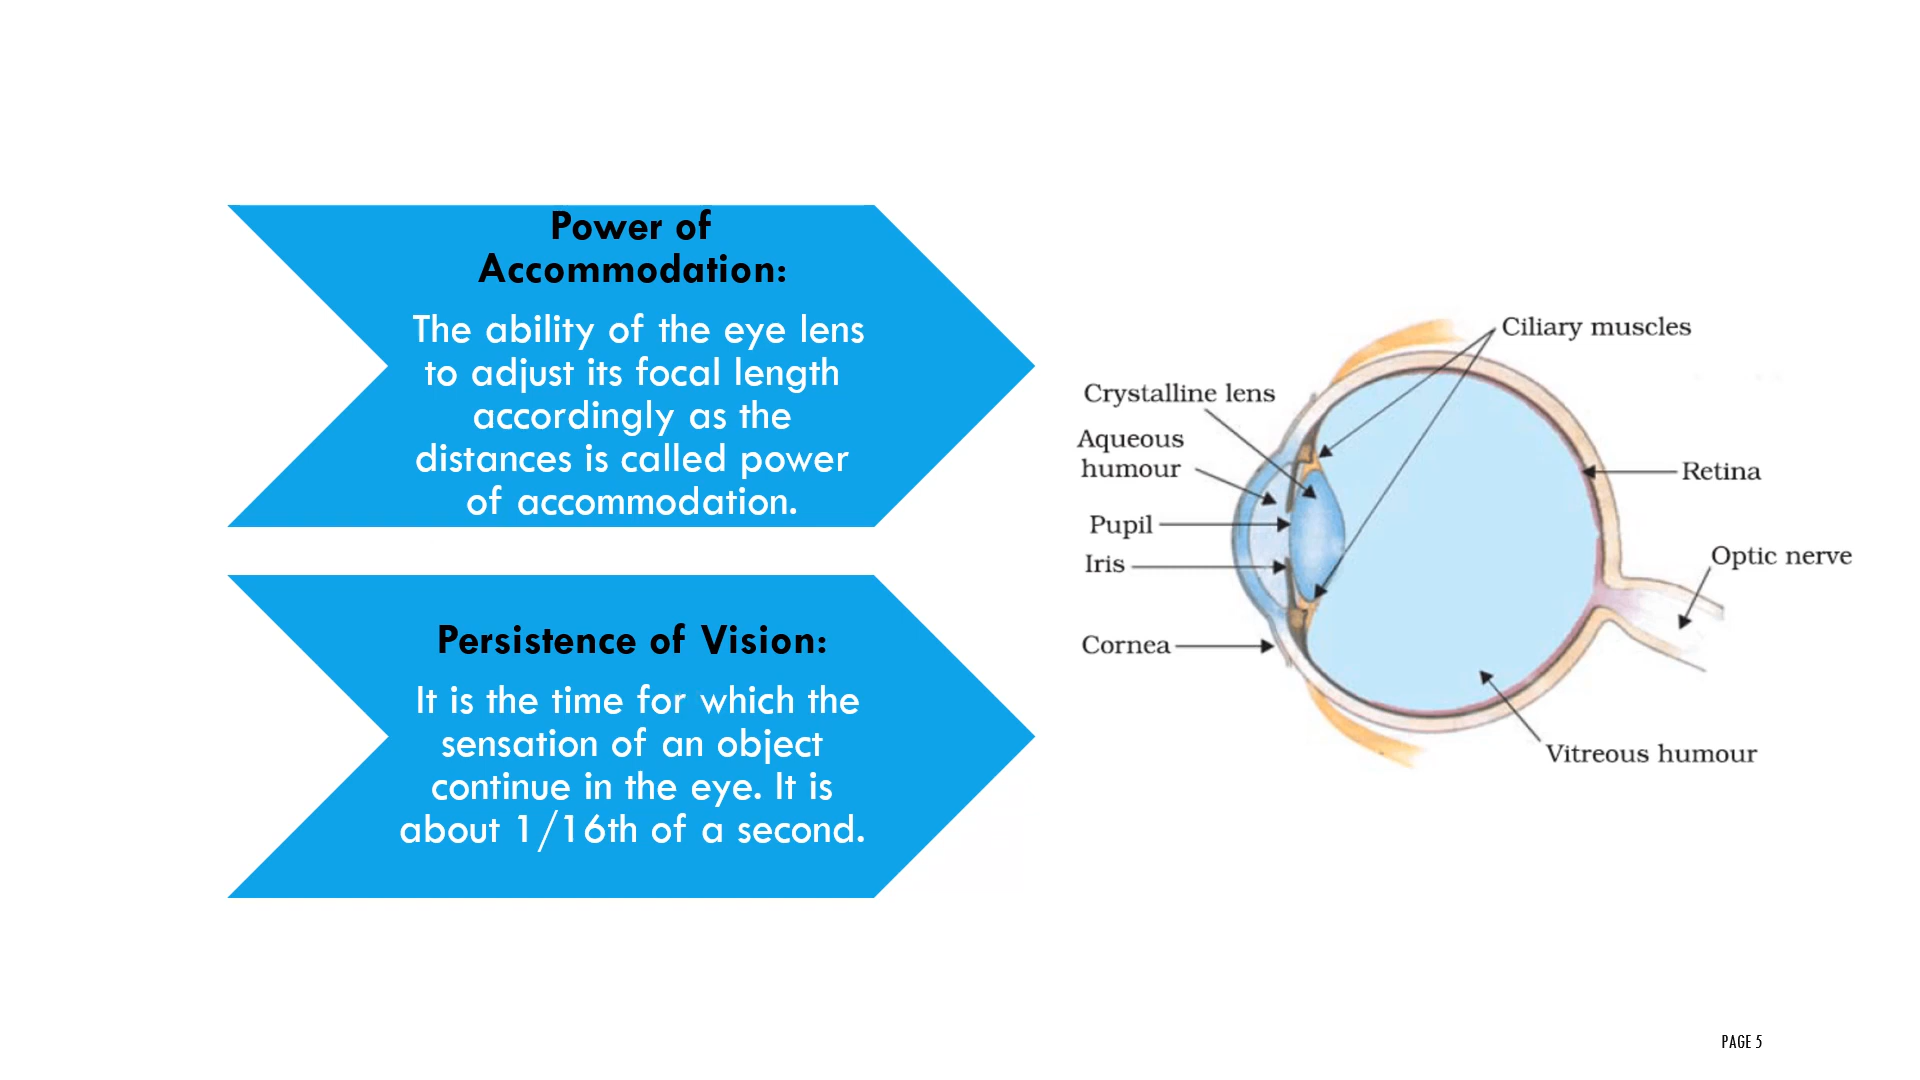 Power of
Accommodation:
The ability of the eye lens
to adjust its focal length
accordingly as the
distances is called power
of accommodation.
Persistence of Vision:
It is the time for which the
sensation of an object
continue in the eye. It is
about 1/16th of a second.
Ciliary muscles
Crystalline lens
Aqueous
humour
Pupil
Iris
Cornea
Retina
Optic nerve
Vitreous humour
PAGE 5